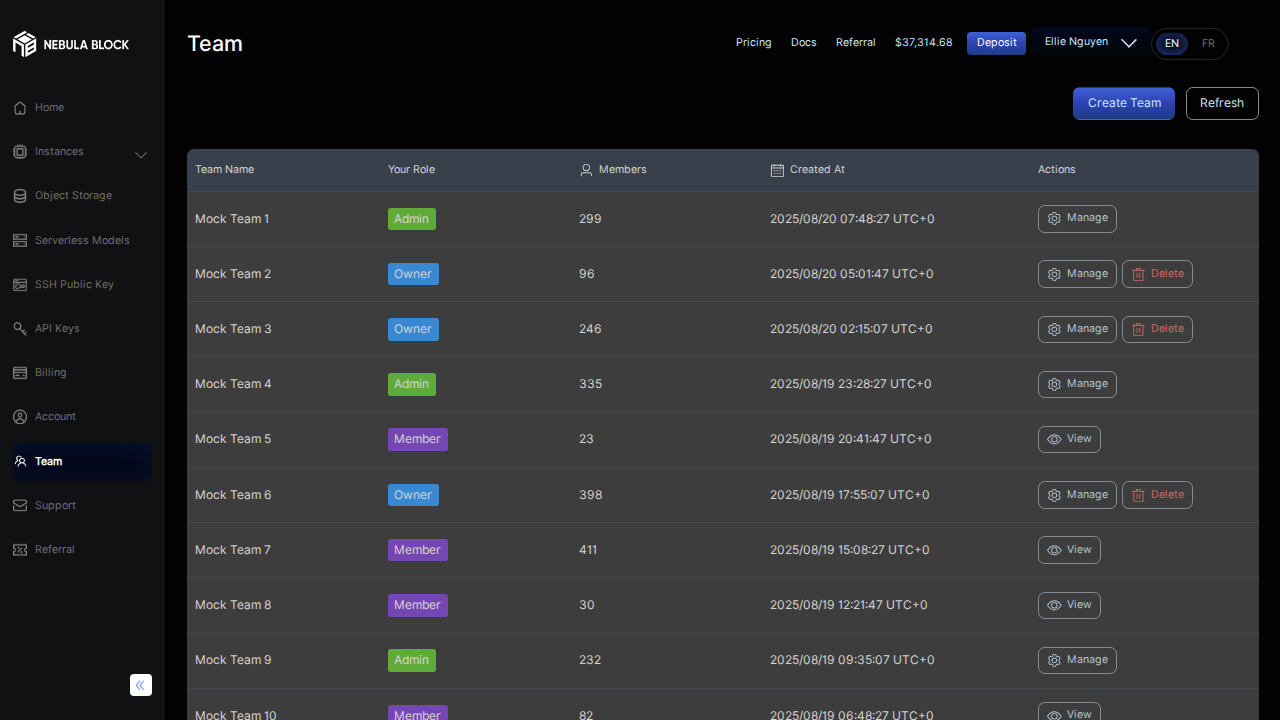 NEBULA BLOCK
Home
Instances
Object Storage
Serverless Models
SSH Public Key
API Keys
Billing
Account
Team
Support
Referral
Team
Pricing Docs Referral $37,314.68 Deposit Ellie Nguyen EN FR
Create Team Refresh
Team Name Your Role Members Created At Actions
Mock Team 1 Admin 299 2025/08/20 07:48:27 UTC+0 Manage
Mock Team 2 Owner 96 2025/08/20 05:01:47 UTC+0 Manage Delete
Mock Team 3 Owner 246 2025/08/20 02:15:07 UTC+0 Manage Delete
Mock Team 4 Admin 335 2025/08/19 23:28:27 UTC+0 Manage
Mock Team 5 Member 23 2025/08/19 20:41:47 UTC+0 View
Mock Team 6 Owner 398 2025/08/19 17:55:07 UTC+0 Manage Delete
Mock Team 7 Member 411 2025/08/19 15:08:27 UTC+0 View
Mock Team 8 Member 30 2025/08/19 12:21:47 UTC+0 View
Mock Team 9 Admin 232 2025/08/19 09:35:07 UTC+0 Manage
Mock Team 10 Member 82 2025/08/19 06:48:27 UTC+0 View